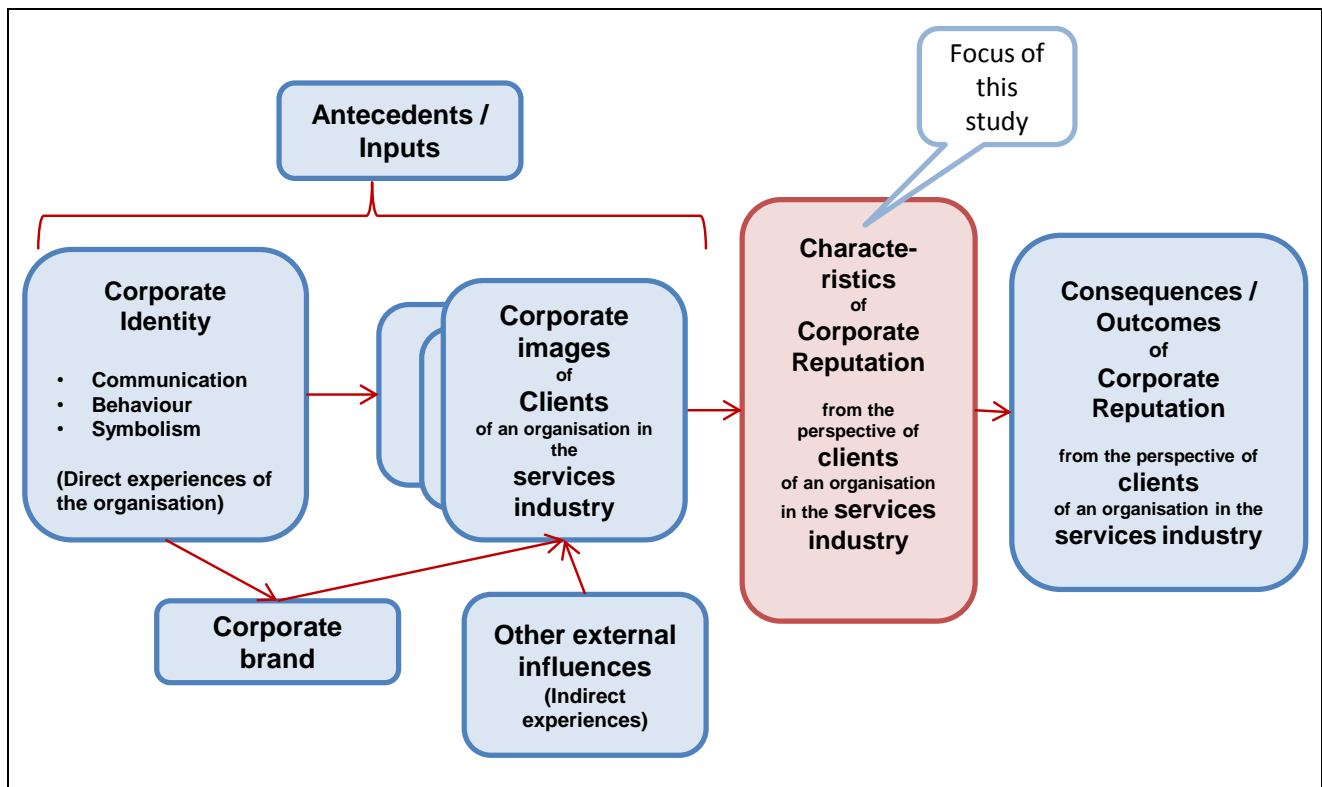 Focus of
this
study
Antecedents /
Inputs
Corporate
Identity
• Communication
• Behaviour
• Symbolism
(Direct experiences of
the organisation)
Corporate
images
of
Clients
of an organisation in
the
services
industry
Characte-
ristics
of
Corporate
Reputation
from the
perspective of
clients
of an organisation
in the services
industry
Consequences /
Outcomes
of
Corporate
Reputation
from the perspective of
clients
of an organisation in the
services industry
Corporate
brand
Other external
influences
(Indirect
experiences)